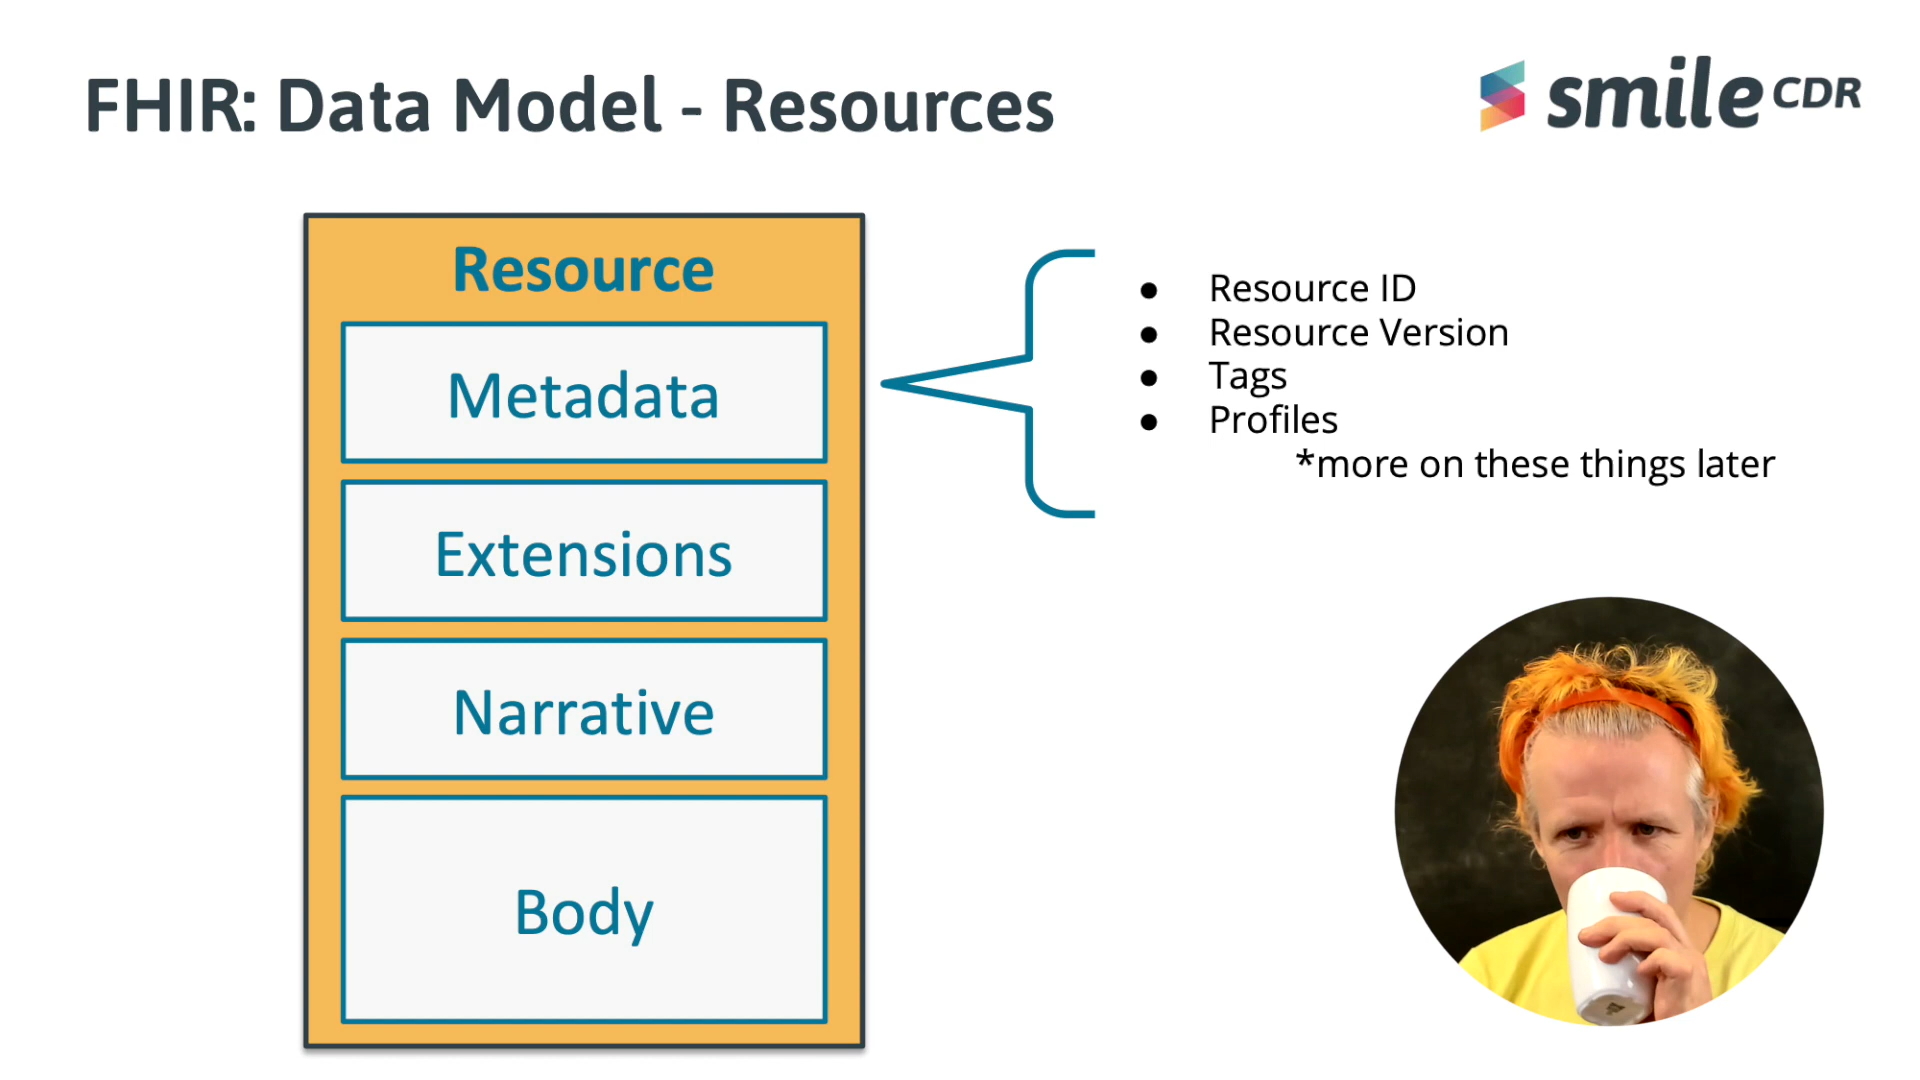 FHIR: Data Model - Resources
smile CDR
Resource
Metadata
Extensions
Narrative
Body
● Resource ID
● Resource Version
● Tags
● Profiles
*more on these things later